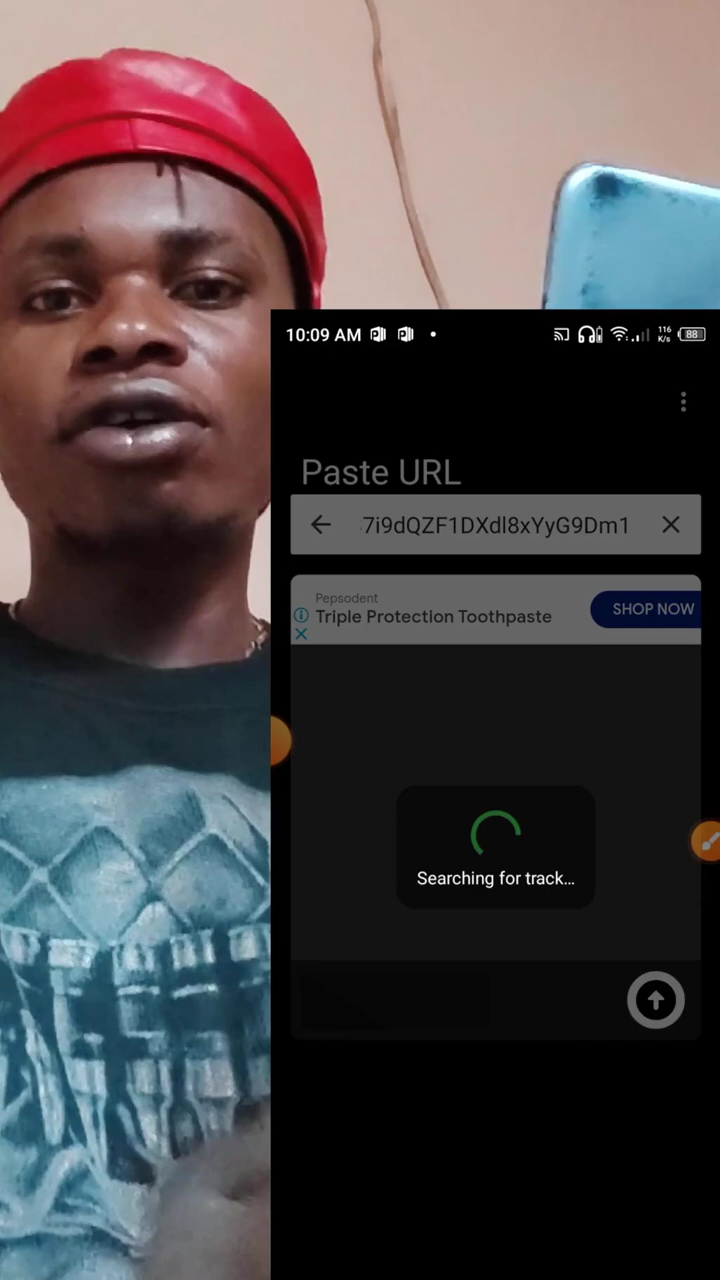 10:09 AM
116
K/s
88
Paste URL
7i9dQZF1DXdl8xYyG9Dm1
Pepsodent
Triple Protection Toothpaste
SHOP NOW
Searching for track...